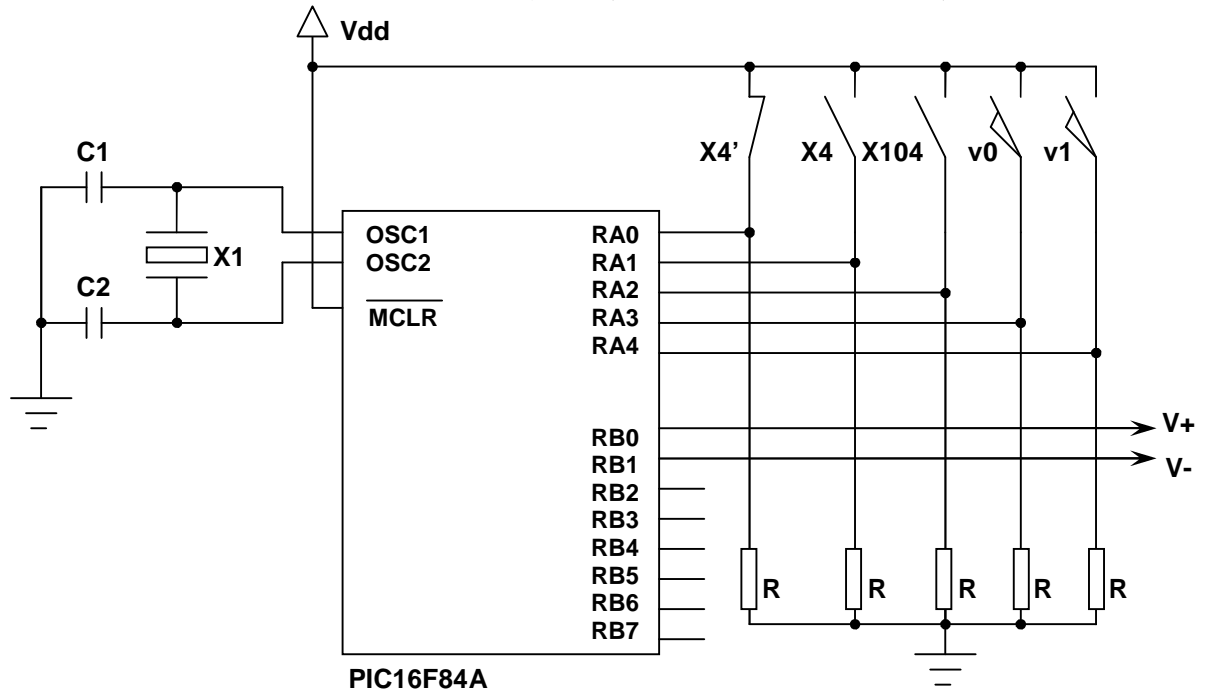 Vdd
C1
X4’ X4 X104 v0 v1
OSC1 RA0
X1
OSC2 RA1
C2
RA2
MCLR RA3
RA4
V+
RB0
RB1
V-
RB2
RB3
RB4
RB5
R R R R R
RB6
RB7
PIC16F84A